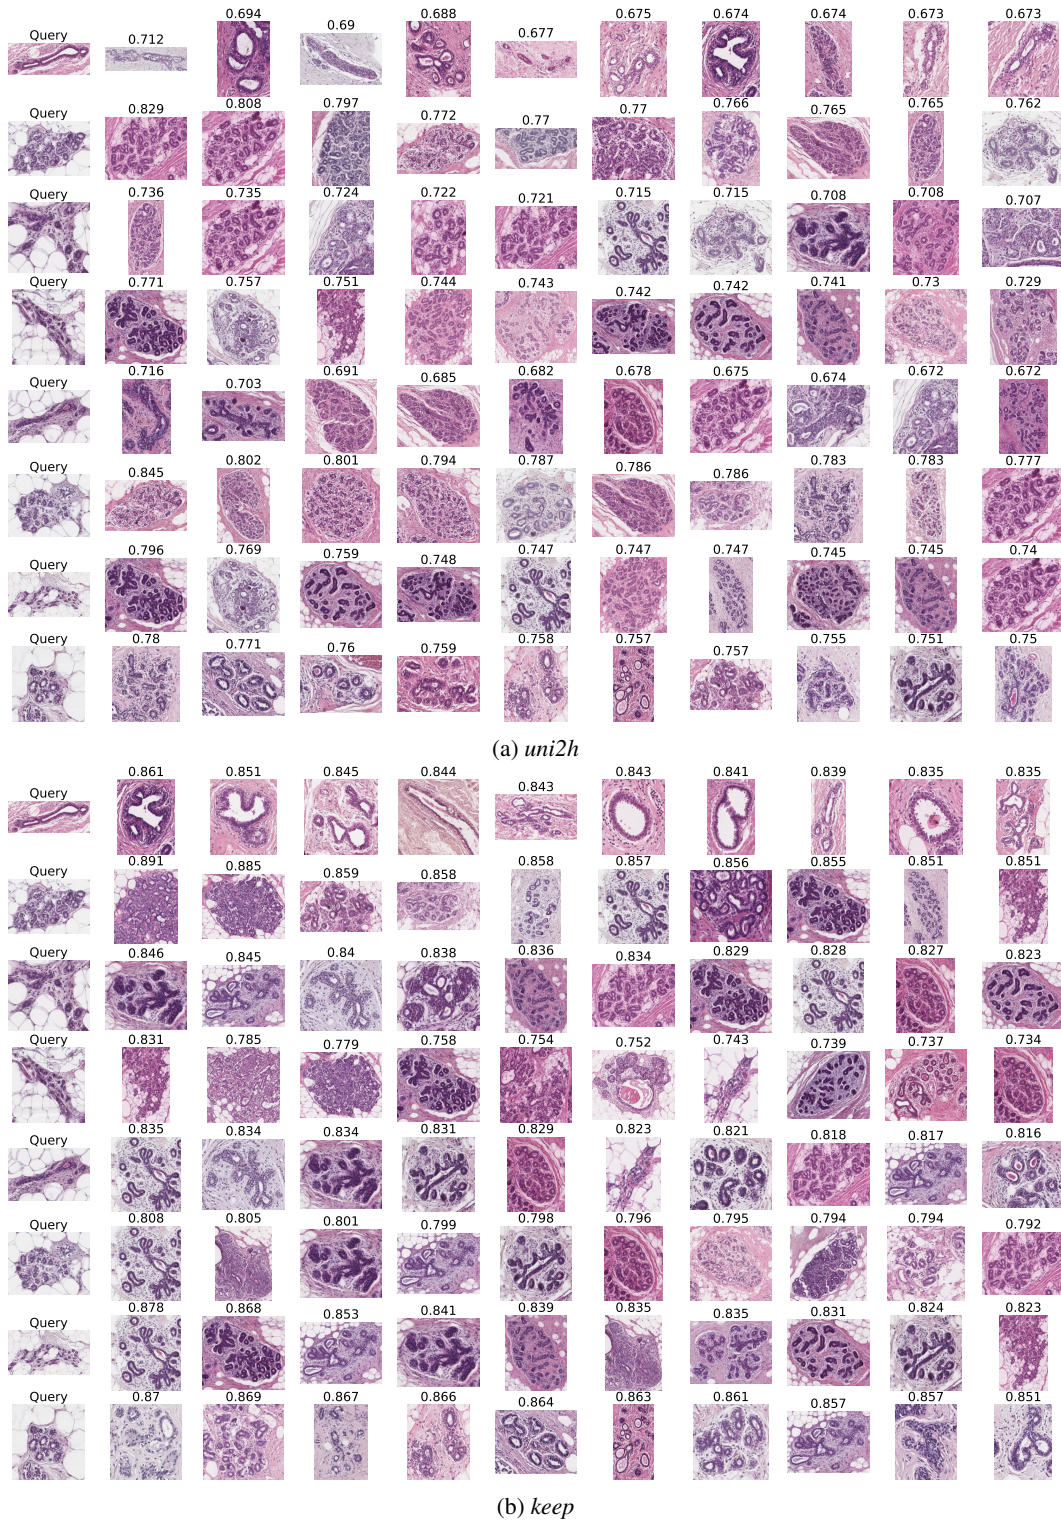 Query 0.712 0.694 0.69 0.688 0.677 0.675 0.674 0.674 0.673 0.673
Query 0.829 0.808 0.797 0.772 0.77 0.77 0.766 0.765 0.765 0.762
Query 0.736 0.735 0.724 0.722 0.721 0.715 0.715 0.708 0.708 0.707
Query 0.771 0.757 0.751 0.744 0.743 0.742 0.742 0.741 0.73 0.729
Query 0.716 0.703 0.691 0.685 0.682 0.678 0.675 0.674 0.672 0.672
Query 0.845 0.802 0.801 0.794 0.787 0.786 0.786 0.783 0.783 0.777
Query 0.796 0.769 0.759 0.748 0.747 0.747 0.747 0.745 0.745 0.74
Query 0.78 0.771 0.76 0.759 0.758 0.757 0.757 0.755 0.751 0.75
(a) uni2h
Query 0.861 0.851 0.845 0.844 0.843 0.843 0.841 0.839 0.835 0.835
Query 0.891 0.885 0.859 0.858 0.858 0.857 0.856 0.855 0.851 0.851
Query 0.846 0.845 0.84 0.838 0.836 0.834 0.829 0.828 0.827 0.823
Query 0.831 0.785 0.779 0.758 0.754 0.752 0.743 0.739 0.737 0.734
Query 0.835 0.834 0.834 0.831 0.829 0.823 0.821 0.818 0.817 0.816
Query 0.808 0.805 0.801 0.799 0.798 0.796 0.795 0.794 0.794 0.792
Query 0.878 0.868 0.853 0.841 0.839 0.835 0.835 0.831 0.824 0.823
Query 0.87 0.869 0.867 0.866 0.864 0.863 0.861 0.857 0.857 0.851
(b) keep